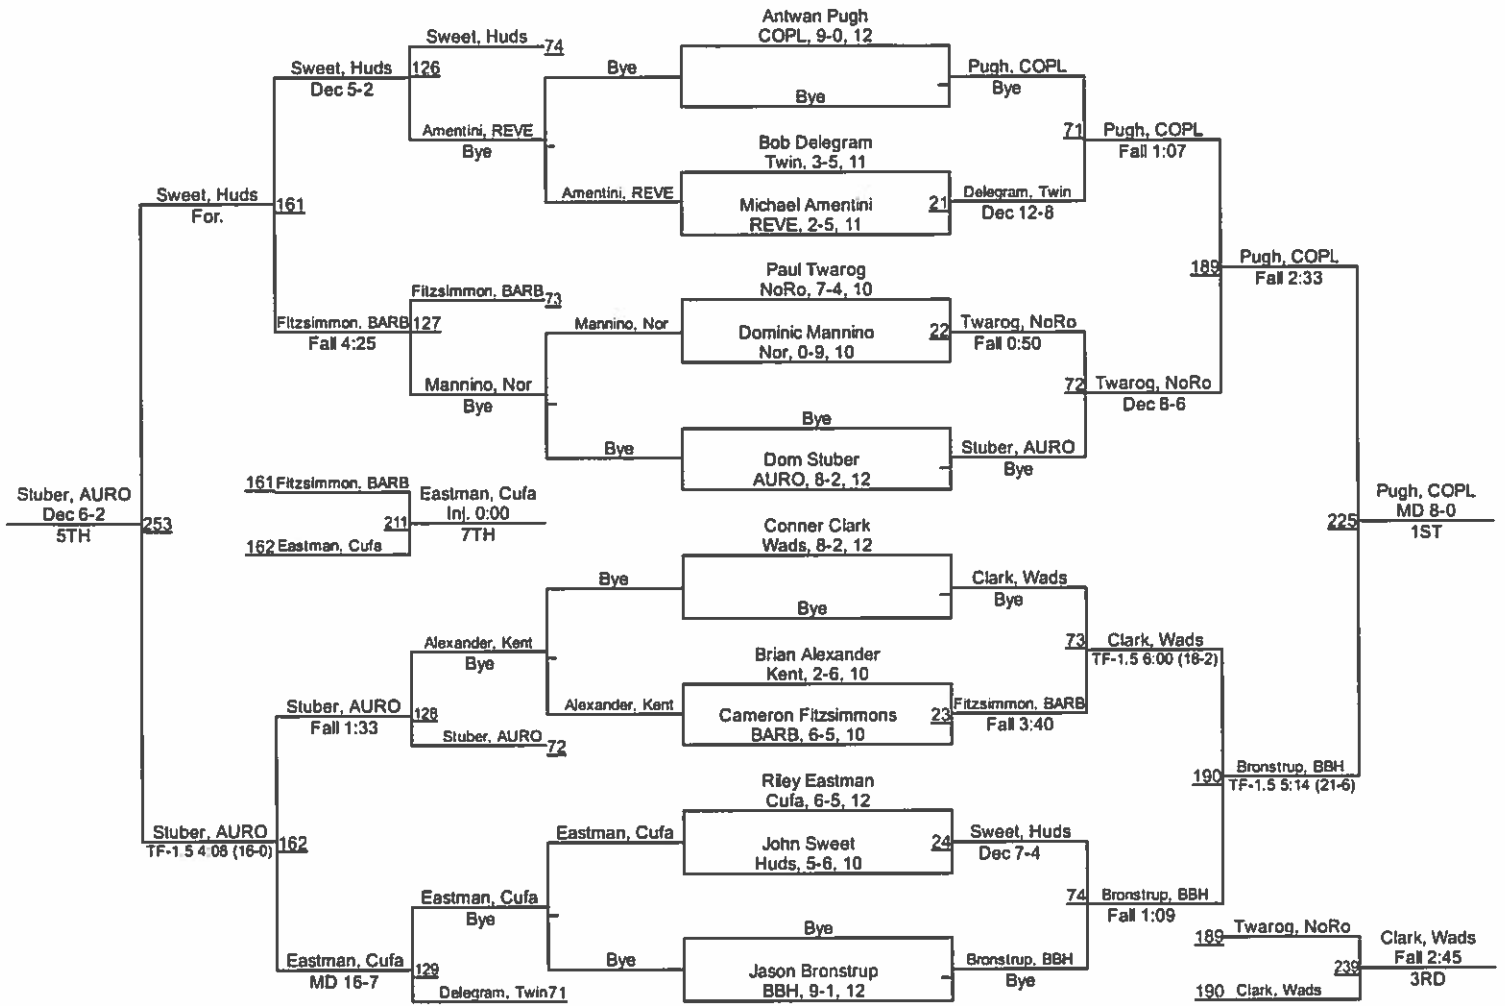 Antwan Pugh
COPL, 9-0, 12
Sweet, Huds
74
Sweet, Huds
126
Dec 5-2
Bye
Bye
Pugh, COPL
Bye
Amentini, REVE
Bye
71
Pugh, COPL
Fall 1:07
Bob Delegram
Twin, 3-5, 11
Amentini, REVE
Michael Amentini
REVE, 2-5, 11
21
Delegram, Twin
Dec 12-8
Sweet, Huds
For.
161
189
Pugh, COPL
Fall 2:33
Paul Twarog
NoRo, 7-4, 10
Fitzsimmon, BARB
73
Fitzsimmon, BARB
127
Fall 4:25
Mannino, Nor
Dominic Mannino
Nor, 0-9, 10
22
Twarog, NoRo
Fall 0:50
Mannino, Nor
Bye
72
Twarog, NoRo
Dec 8-6
Bye
Bye
Dom Stuber
AURO, 8-2, 12
Stuber, AURO
Bye
Stuber, AURO
Dec 6-2
5TH
253
161 Fitzsimmon, BARB
211
162 Eastman, Cufa
Eastman, Cufa
Inj. 0:00
7TH
225
Pugh, COPL
MD 8-0
1ST
Conner Clark
Wads, 8-2, 12
Bye
Bye
Clark, Wads
Bye
Alexander, Kent
Bye
73
Clark, Wads
TF-1.5 6:00 (18-2)
Brian Alexander
Kent, 2-6, 10
Alexander, Kent
Cameron Fitzsimmons
BARB, 6-5, 10
23
Fitzsimmon, BARB
Fall 3:40
Stuber, AURO
Fall 1:33
128
Stuber, AURO
72
190
Bronstrup, BBH
TF-1.5 5:14 (21-6)
Riley Eastman
Cufa, 6-5, 12
Stuber, AURO
TF-1.5 4:08 (16-0)
162
Eastman, Cufa
John Sweet
Huds, 5-6, 10
24
Sweet, Huds
Dec 7-4
Eastman, Cufa
Bye
74
Bronstrup, BBH
Fall 1:09
Bye
Bye
Jason Bronstrup
BBH, 9-1, 12
Bronstrup, BBH
Bye
Eastman, Cufa
MD 16-7
129
Delegram, Twin
71
189
Twarog, NoRo
239
190
Clark, Wads
Clark, Wads
Fall 2:45
3RD